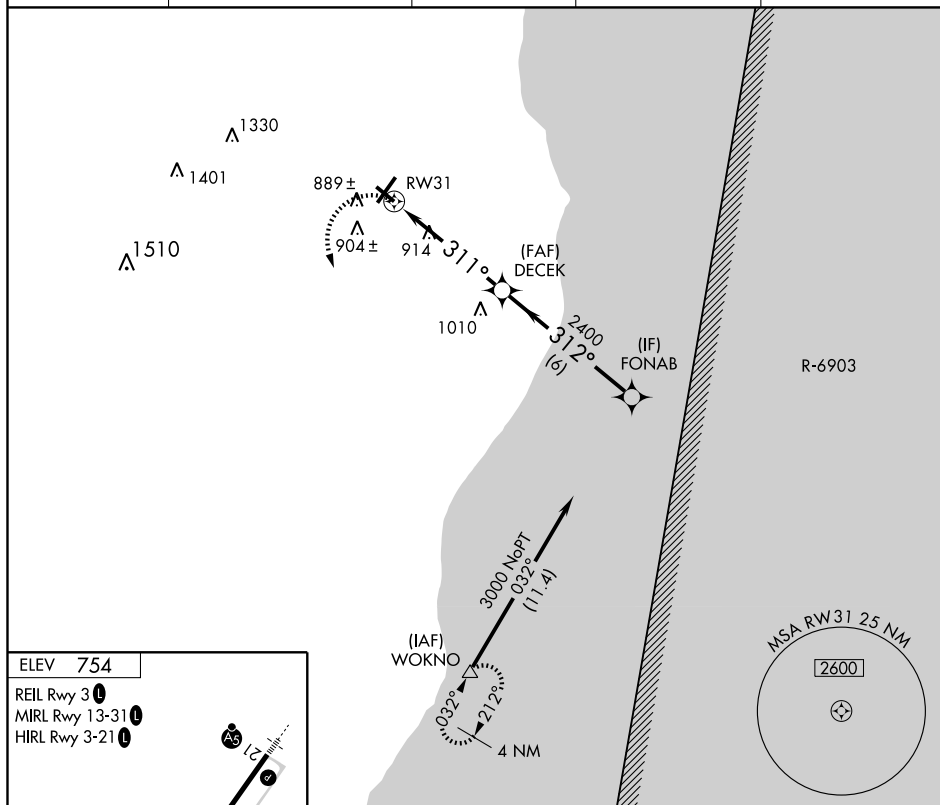 1330
1401
889 ±
RW31
904 ±
914
311°
(FAF)
DECEK
1510
1010
2400
312°
(6)
(IF)
FONAB
R-6903
3000 NoPT
032°
(11.4)
(IAF)
WOKNO
032°
212°
4 NM
MSA RW31 25 NM
2600
ELEV 754
REIL Rwy 3 L
MIRL Rwy 13-31 L
HIRL Rwy 3-21 L
A5
21
P